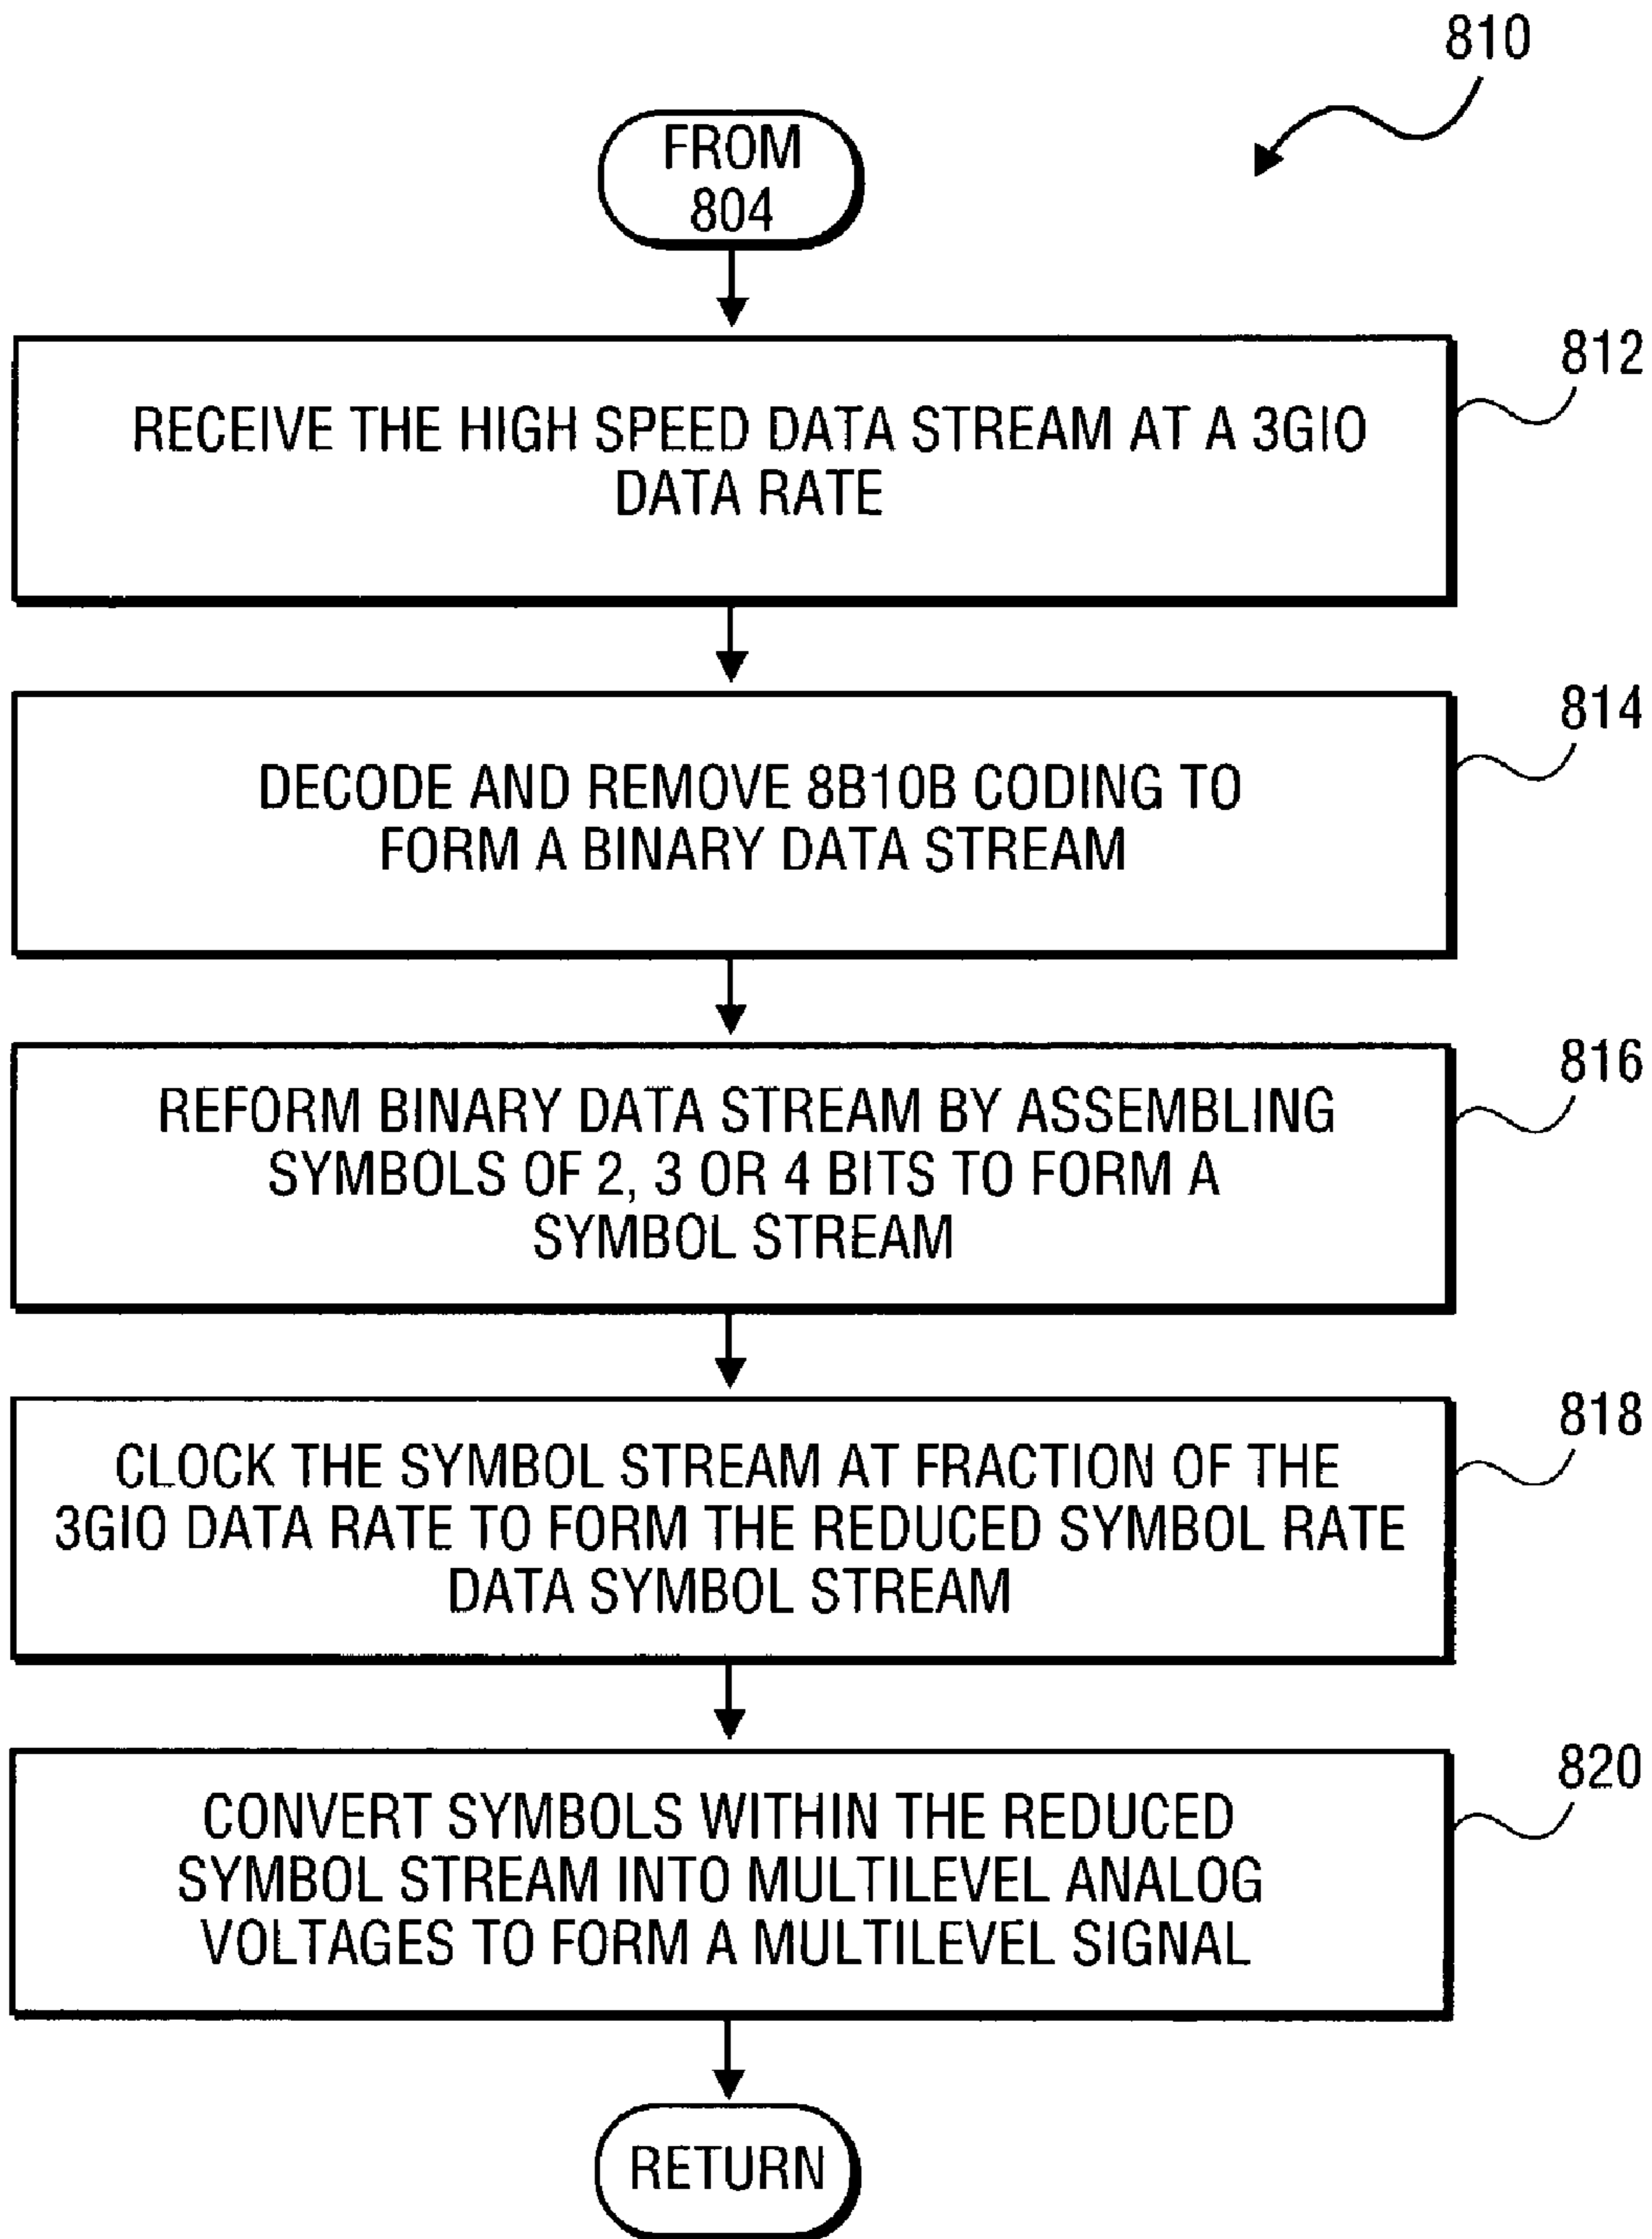 810
FROM
804
812
RECEIVE THE HIGH SPEED DATA STREAM AT A 3GIO
DATA RATE
814
DECODE AND REMOVE 8B10B CODING TO
FORM A BINARY DATA STREAM
816
REFORM BINARY DATA STREAM BY ASSEMBLING
SYMBOLS OF 2, 3 OR 4 BITS TO FORM A
SYMBOL STREAM
818
CLOCK THE SYMBOL STREAM AT FRACTION OF THE
3GIO DATA RATE TO FORM THE REDUCED SYMBOL RATE
DATA SYMBOL STREAM
820
CONVERT SYMBOLS WITHIN THE REDUCED
SYMBOL STREAM INTO MULTILEVEL ANALOG
VOLTAGES TO FORM A MULTILEVEL SIGNAL
RETURN